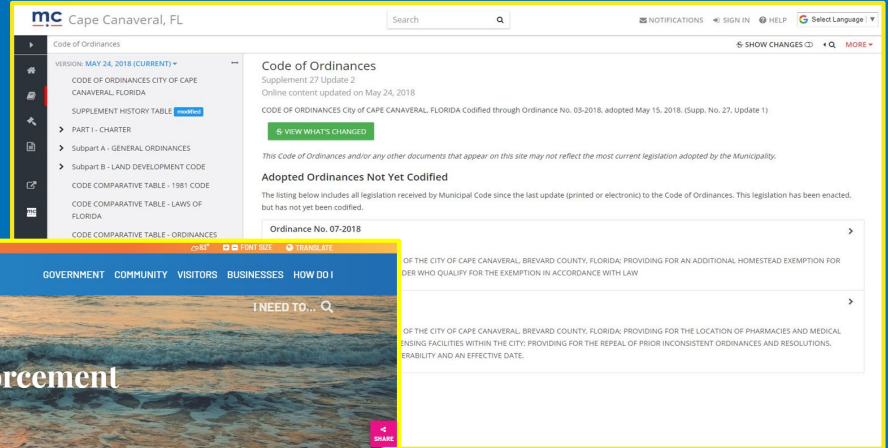 mc Cape Canaveral, FL
Search
NOTIFICATIONS SIGN IN HELP G Select Language ▼
Code of Ordinances
SHOW CHANGES MORE
VERSION: MAY 24, 2018 (CURRENT)
CODE OF ORDINANCES CITY OF CAPE
CANAVERAL, FLORIDA
SUPPLEMENT HISTORY TABLE modified
PART I - CHARTER
Subpart A - GENERAL ORDINANCES
Subpart B - LAND DEVELOPMENT CODE
CODE COMPARATIVE TABLE - 1981 CODE
CODE COMPARATIVE TABLE - LAWS OF
FLORIDA
CODE COMPARATIVE TABLE - ORDINANCES
mc
Code of Ordinances
Supplement 27 Update 2
Online content updated on May 24, 2018
CODE OF ORDINANCES City of CAPE CANAVERAL, FLORIDA Codified through Ordinance No. 03-2018, adopted May 15, 2018. (Supp. No. 27, Update 1)
VIEW WHAT'S CHANGED
This Code of Ordinances and/or any other documents that appear on this site may not reflect the most current legislation adopted by the Municipality.
Adopted Ordinances Not Yet Codified
The listing below includes all legislation received by Municipal Code since the last update (printed or electronic) to the Code of Ordinances. This legislation has been enacted,
but has not yet been codified.
Ordinance No. 07-2018
OF THE CITY OF CAPE CANAVERAL, BREVARD COUNTY, FLORIDA; PROVIDING FOR AN ADDITIONAL HOMESTEAD EXEMPTION FOR
DER WHO QUALIFY FOR THE EXEMPTION IN ACCORDANCE WITH LAW
OF THE CITY OF CAPE CANAVERAL, BREVARD COUNTY, FLORIDA; PROVIDING FOR THE LOCATION OF PHARMACIES AND MEDICAL
ENSING FACILITIES WITHIN THE CITY; PROVIDING FOR THE REPEAL OF PRIOR INCONSISTENT ORDINANCES AND RESOLUTIONS,
ERABILITY AND AN EFFECTIVE DATE.
83° FONT SIZE TRANSLATE
GOVERNMENT COMMUNITY VISITORS BUSINESSES HOW DO I
I NEED TO...
rcement
SHARE